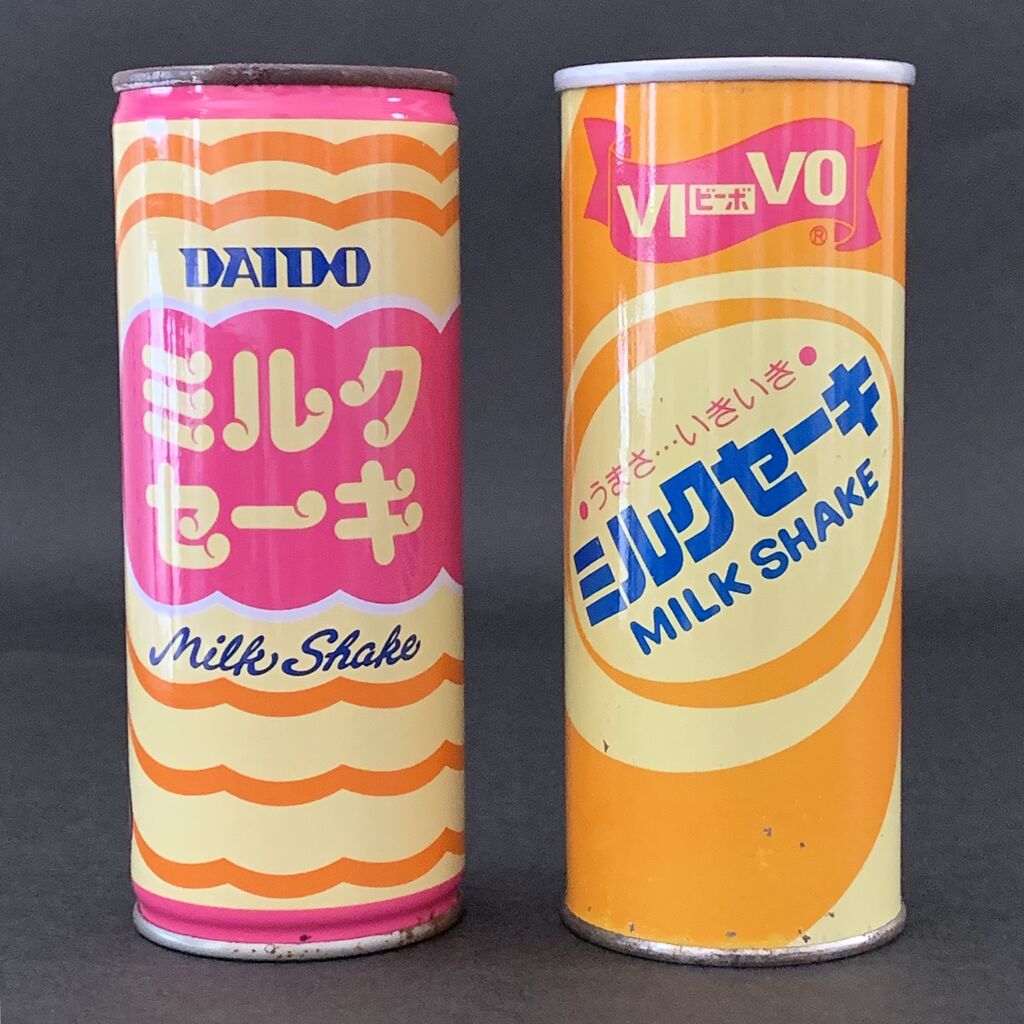 DAIDO
ミルク
セーキ
Milk Shake
VI ビーボ VO
®
●うまさ…いきいき●
ミルクセーキ
MILK SHAKE